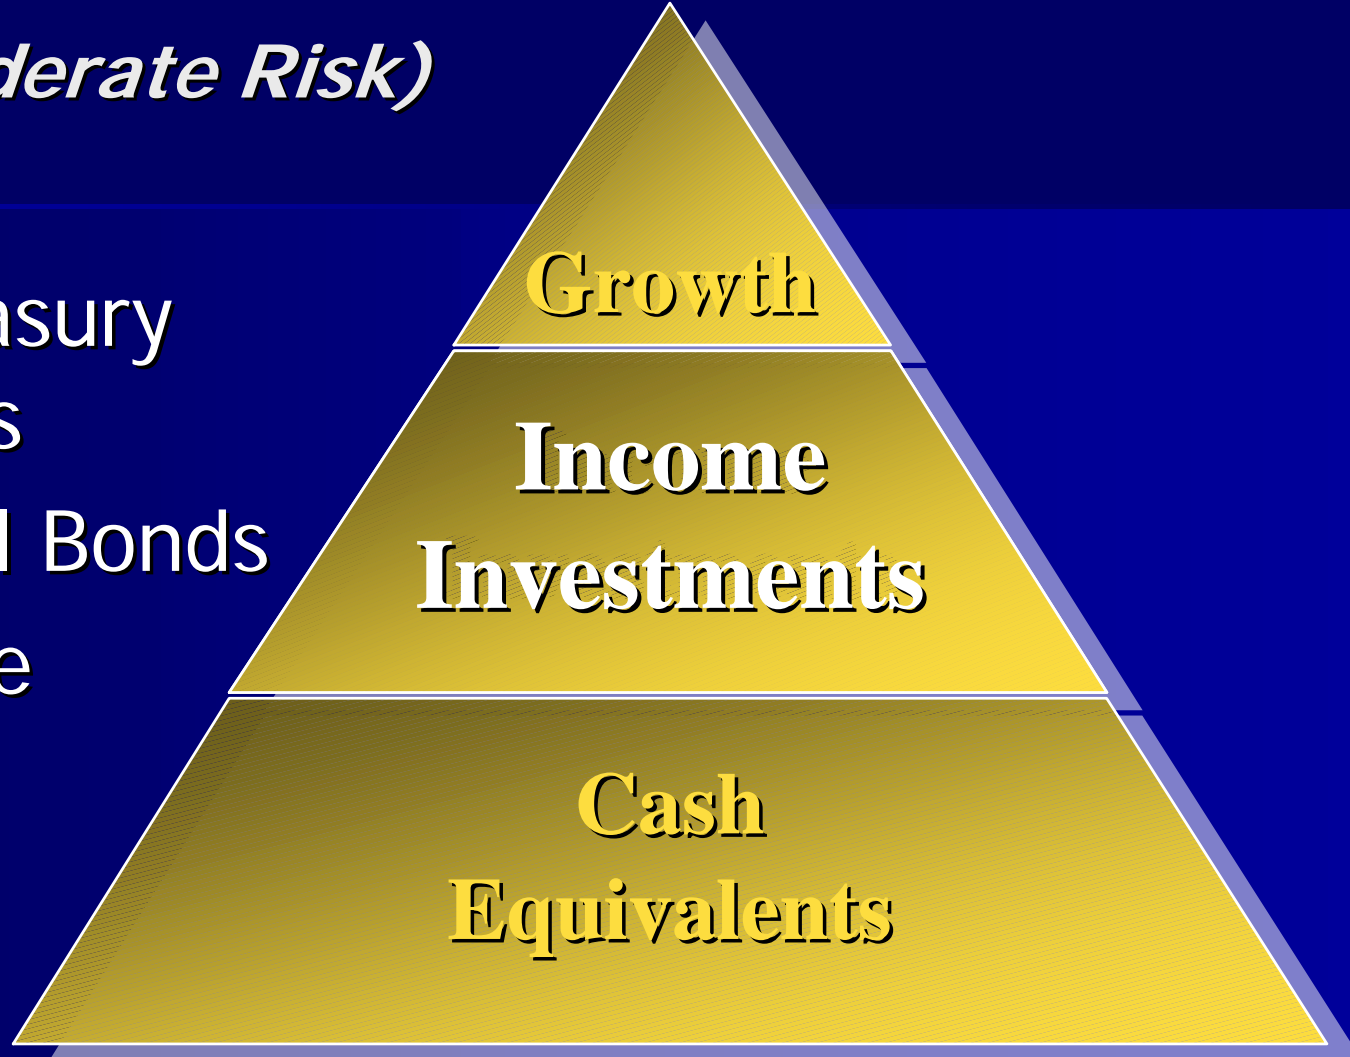 derate Risk)
asury
s
l Bonds
e
Growth
Income
Investments
Cash
Equivalents